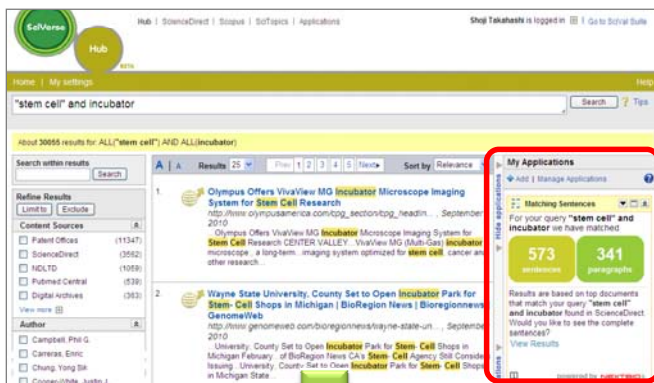 SciVerse
Hub
BETA
Hub | ScienceDirect | Scopus | SciTopics | Applications
Shoji Takahashi is logged in | Go to SciVal Suite
Home | My settings
Help
"stem cell" and incubator
Search
? Tips
About 30055 results for: ALL("stem cell") AND ALL(incubator)
Search within results
Search
Refine Results
Limit to
Exclude
Content Sources
Patent Offices (11347)
ScienceDirect (3562)
NDLTD (1059)
Pubmed Central (539)
Digital Archives (363)
View more
Author
Campbell, Phil G.
Carreras, Enric
Chung, Yong Sik
Cooper-White, Justin J.
A | A
Results 25
Prev 1 2 3 4 5 Next
Sort by Relevance
1.
Olympus Offers VivaView MG Incubator Microscope Imaging
System for Stem Cell Research
http://www.olympusamerica.com/cpg_section/cpg_headlin... , September
2010
Olympus Offers VivaView MG Incubator Microscope Imaging System for
Stem Cell Research CENTER VALLEY...VivaView MG (Multi-Gas) incubator
microscope , a long-term...imaging system optimized for stem cell, cancer and
other research...
2.
Wayne State University, County Set to Open Incubator Park for
Stem- Cell Shops in Michigan | BioRegion News | Bioregionnews
GenomeWeb
http://www.genomeweb.com/bioregionnews/wayne-state-un... , September
2010
University, County Set to Open Incubator Park for Stem- Cell Shops in
Michigan February...of BioRegion News CA's Stem- Cell Agency Still Conside
Issuing...University, County Set to Open Incubator Park for Stem- Cell Shops
in Michigan State...
Hide applications
My Applications
Add | Manage Applications
?
Matching Sentences
For your query "stem cell" and
incubator we have matched
573
sentences
341
paragraphs
Results are based on top documents
that match your query "stem cell"
and incubator found in ScienceDirect.
Would you like to see the complete
sentences?
View Results
powered by NEXTBIO